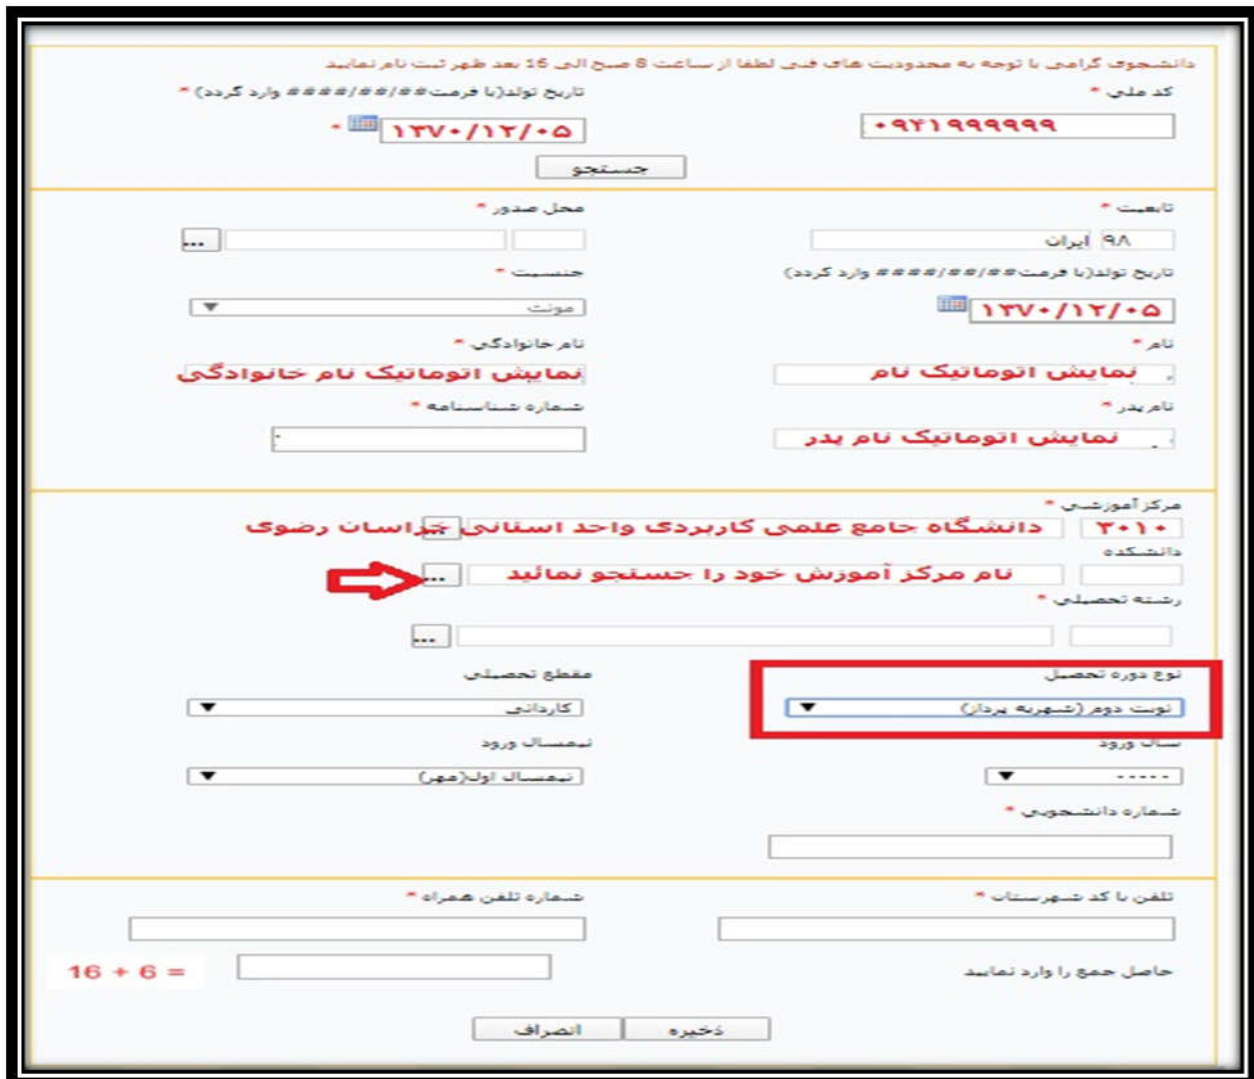 دانشجوی گرامی با توجه به محدودیت های فنی لطفا از ساعت 8 صبح الی 16 بعد ظهر ثبت نام نمایید
کد ملی * تاریخ تولد(با فرمت##/##/#### وارد گردد) *
۰۹۴۱۹۹۹۹۹۹ ۱۳۷۰/۱۲/۰۵ *
جستجو
تابعیت * محل صدور *
۹۸ ایران ...
تاریخ تولد(با فرمت##/##/#### وارد گردد) جنسیت *
۱۳۷۰/۱۲/۰۵ مونث
نام * نام خانوادگی *
نمایش اتوماتیک نام نمایش اتوماتیک نام خانوادگی
نام پدر * شماره شناسنامه *
نمایش اتوماتیک نام پدر
مرکز آموزشی *
۳۰۱۰ دانشگاه جامع علمی کاربردی واحد استانی خراسان رضوی ...
دانشکده
نام مرکز آموزش خود را جستجو نمائید ...
رشته تحصیلی *
...
نوع دوره تحصیل مقطع تحصیلی
نوبت دوم (شهریه پرداز) کاردانی
سال ورود نیمسال ورود
----- نیمسال اول(مهر)
شماره دانشجویی *
تلفن با کد شهرستان * شماره تلفن همراه *
حاصل جمع را وارد نمایید 16 + 6 =
ذخیره انصراف